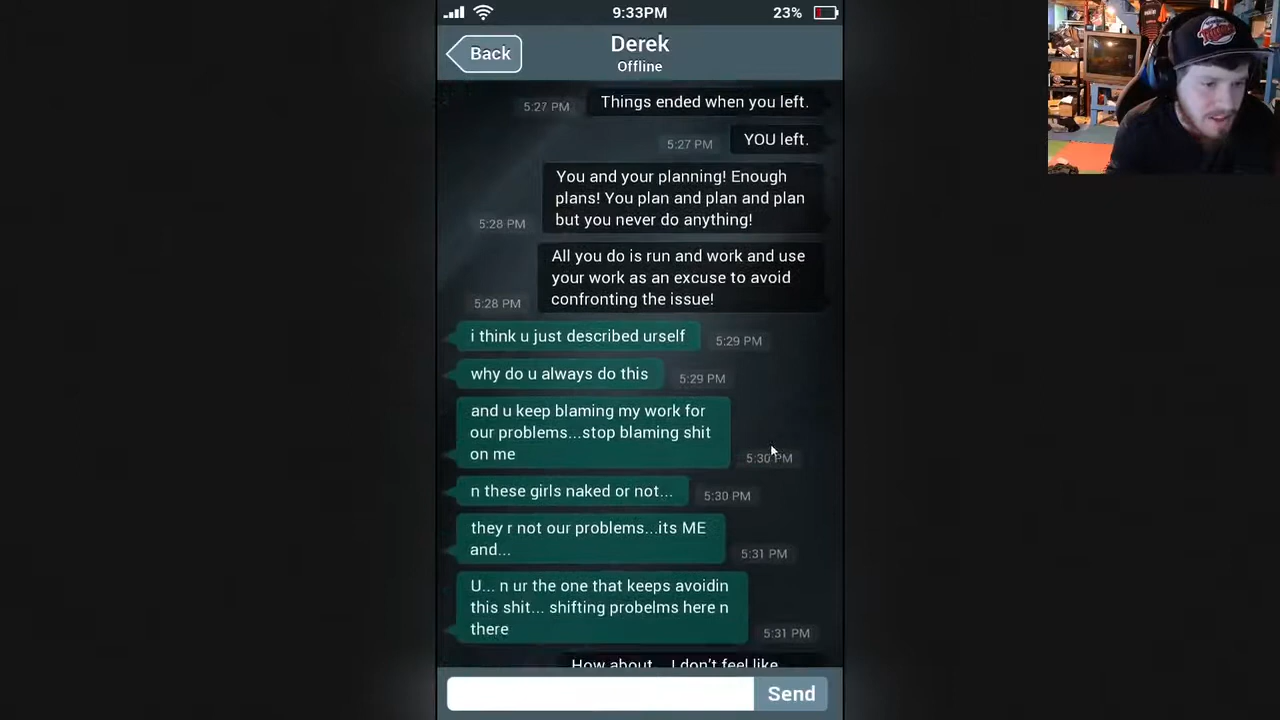 9:33PM
23%
Back
Derek
Offline
Things ended when you left.
5:27 PM
YOU left.
5:27 PM
You and your planning! Enough
plans! You plan and plan and plan
but you never do anything!
5:28 PM
All you do is run and work and use
your work as an excuse to avoid
confronting the issue!
5:28 PM
i think u just described urself
5:29 PM
why do u always do this
5:29 PM
and u keep blaming my work for
our problems...stop blaming shit
on me
5:30 PM
n these girls naked or not...
5:30 PM
they r not our problems...its ME
and...
5:31 PM
U... n ur the one that keeps avoidin
this shit... shifting probelms here n
there
5:31 PM
How about... I don't feel like
Send